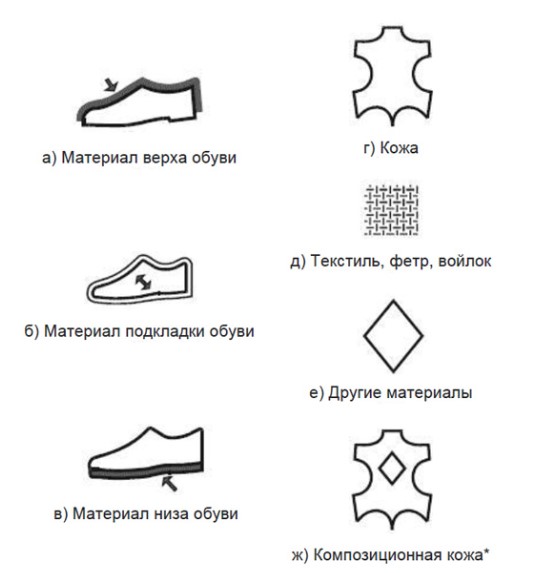 а) Материал верха обуви
б) Материал подкладки обуви
в) Материал низа обуви
г) Кожа
д) Текстиль, фетр, войлок
е) Другие материалы
ж) Композиционная кожа*